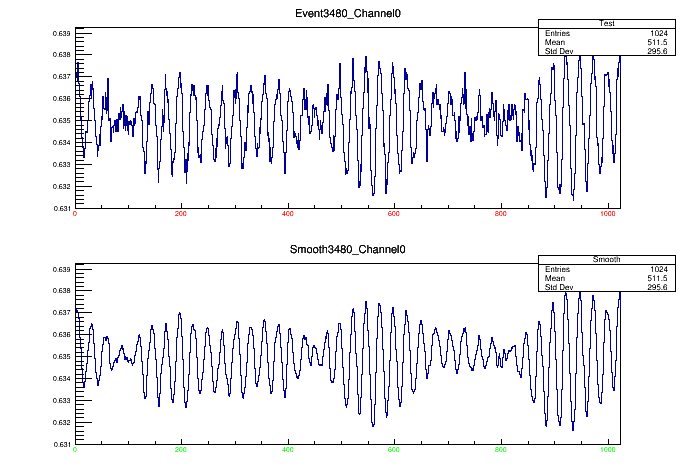 Event3480_Channel0
Test
Entries 1024
Mean 511.5
Std Dev 295.6
0.639
0.638
0.637
0.636
0.635
0.634
0.633
0.632
0.631
0 200 400 600 800 1000
Smooth3480_Channel0
Smooth
Entries 1024
Mean 511.5
Std Dev 295.6
0.639
0.638
0.637
0.636
0.635
0.634
0.633
0.632
0.631
0 200 400 600 800 1000